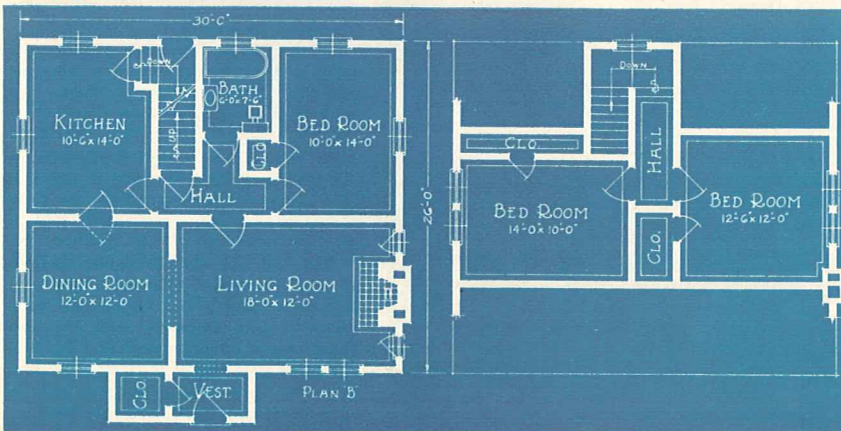 30'-0"
DOWN
BATH
6'-0" x 7'-6"
KITCHEN
10'-6" x 14'-0"
UP
CLO
BED ROOM
10'-0" x 14'-0"
HALL
26'-0"
DINING ROOM
12'-0" x 12'-0"
LIVING ROOM
18'-0" x 12'-0"
CLO
VEST.
PLAN "B"
DOWN
CLO
HALL
BED ROOM
14'-0" x 10'-0"
BED ROOM
12'-6" x 12'-0"
CLO.